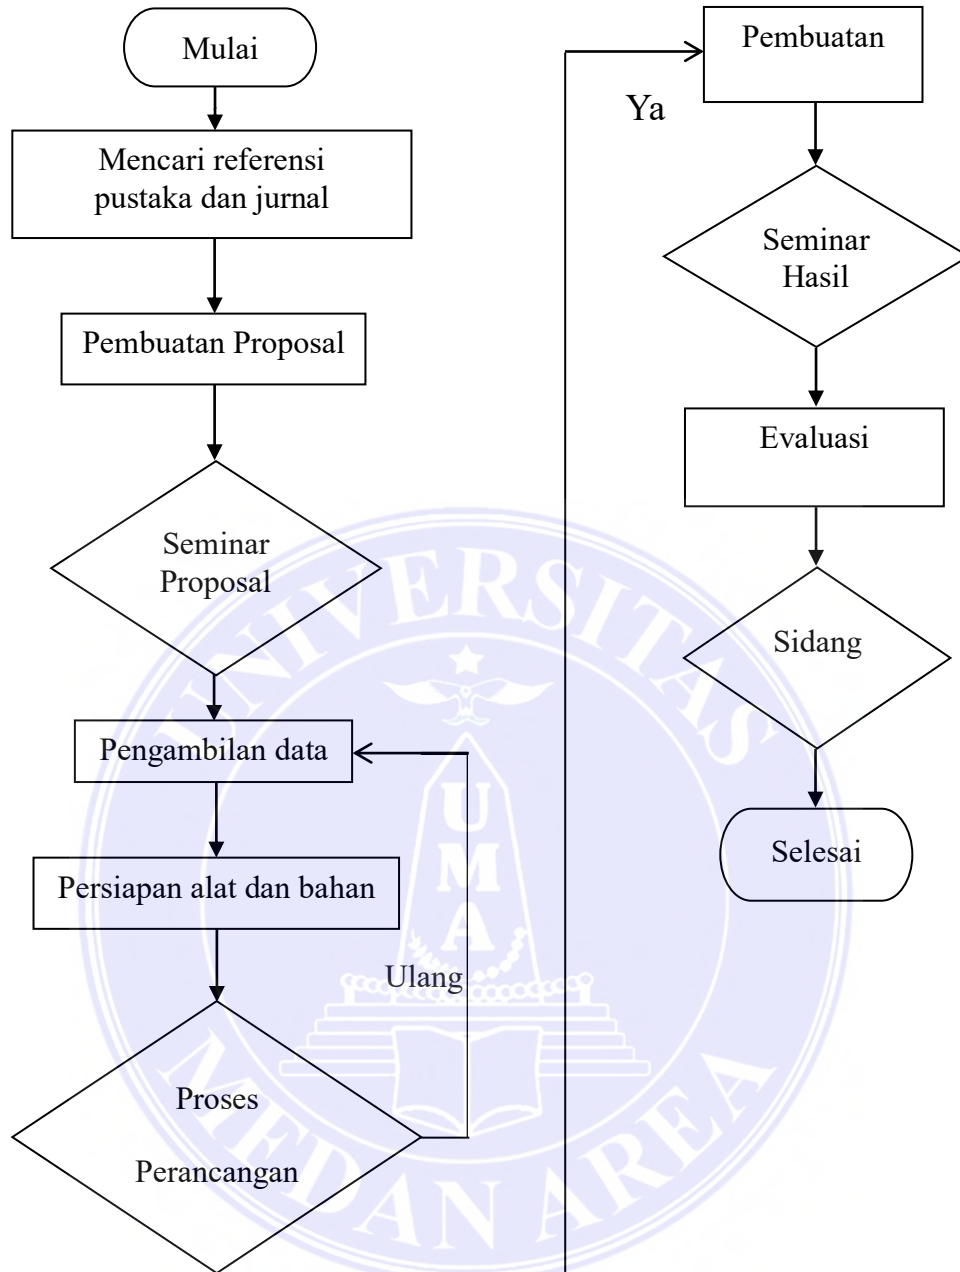 Mulai
Mencari referensi
pustaka dan jurnal
Pembuatan Proposal
Seminar
Proposal
Pengambilan data
Persiapan alat dan bahan
Ulang
Proses
Perancangan
Ya
Pembuatan
Seminar
Hasil
Evaluasi
Sidang
Selesai
UNIVERSITAS
UMA
MEDAN AREA